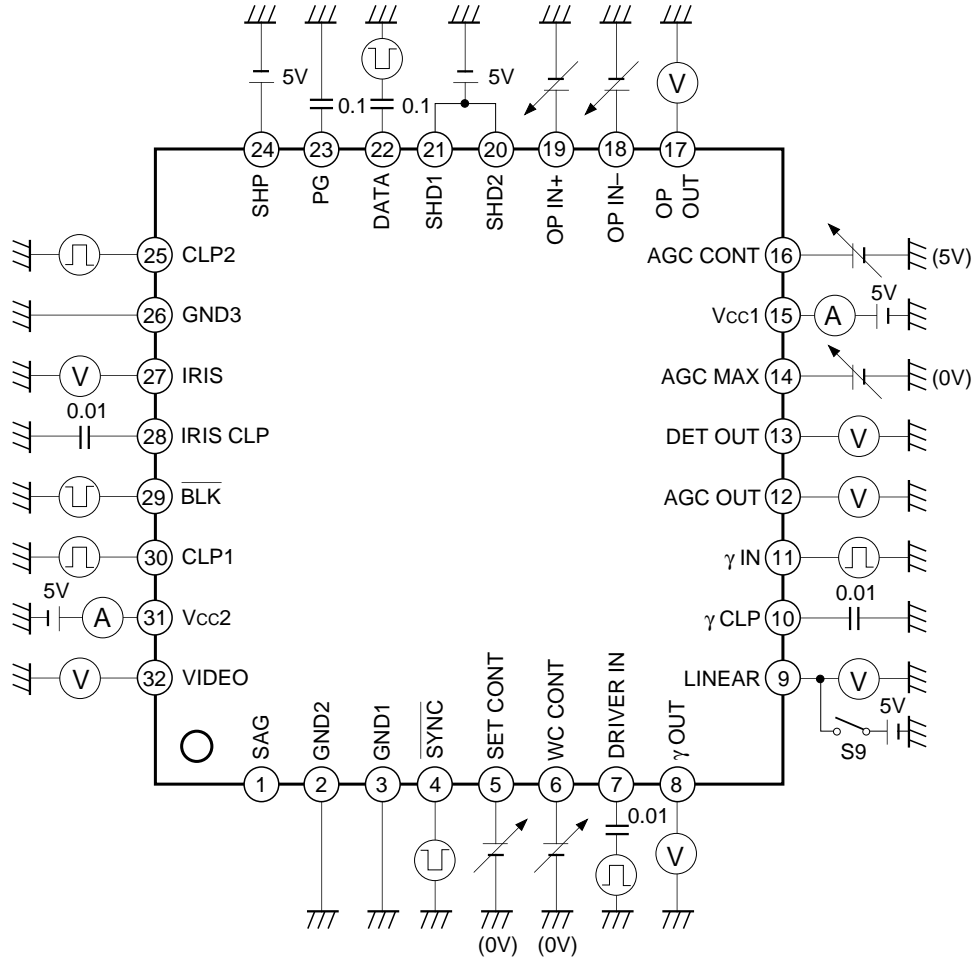 5V
0.1
0.1
5V
V
24
23
22
21
20
19
18
17
SHP
PG
DATA
SHD1
SHD2
OP IN+
OP IN–
OP OUT
25 CLP2
26 GND3
V 27 IRIS
0.01
28 IRIS CLP
29 BLK
30 CLP1
5V
A 31 Vcc2
V 32 VIDEO
AGC CONT 16 (5V)
Vcc1 15 A 5V
AGC MAX 14 (0V)
DET OUT 13 V
AGC OUT 12 V
γ IN 11
0.01
γ CLP 10
LINEAR 9 V
5V
S9
SAG
GND2
GND1
SYNC
SET CONT
WC CONT
DRIVER IN
γ OUT
1
2
3
4
5
6
7
8
0.01
V
(0V)
(0V)